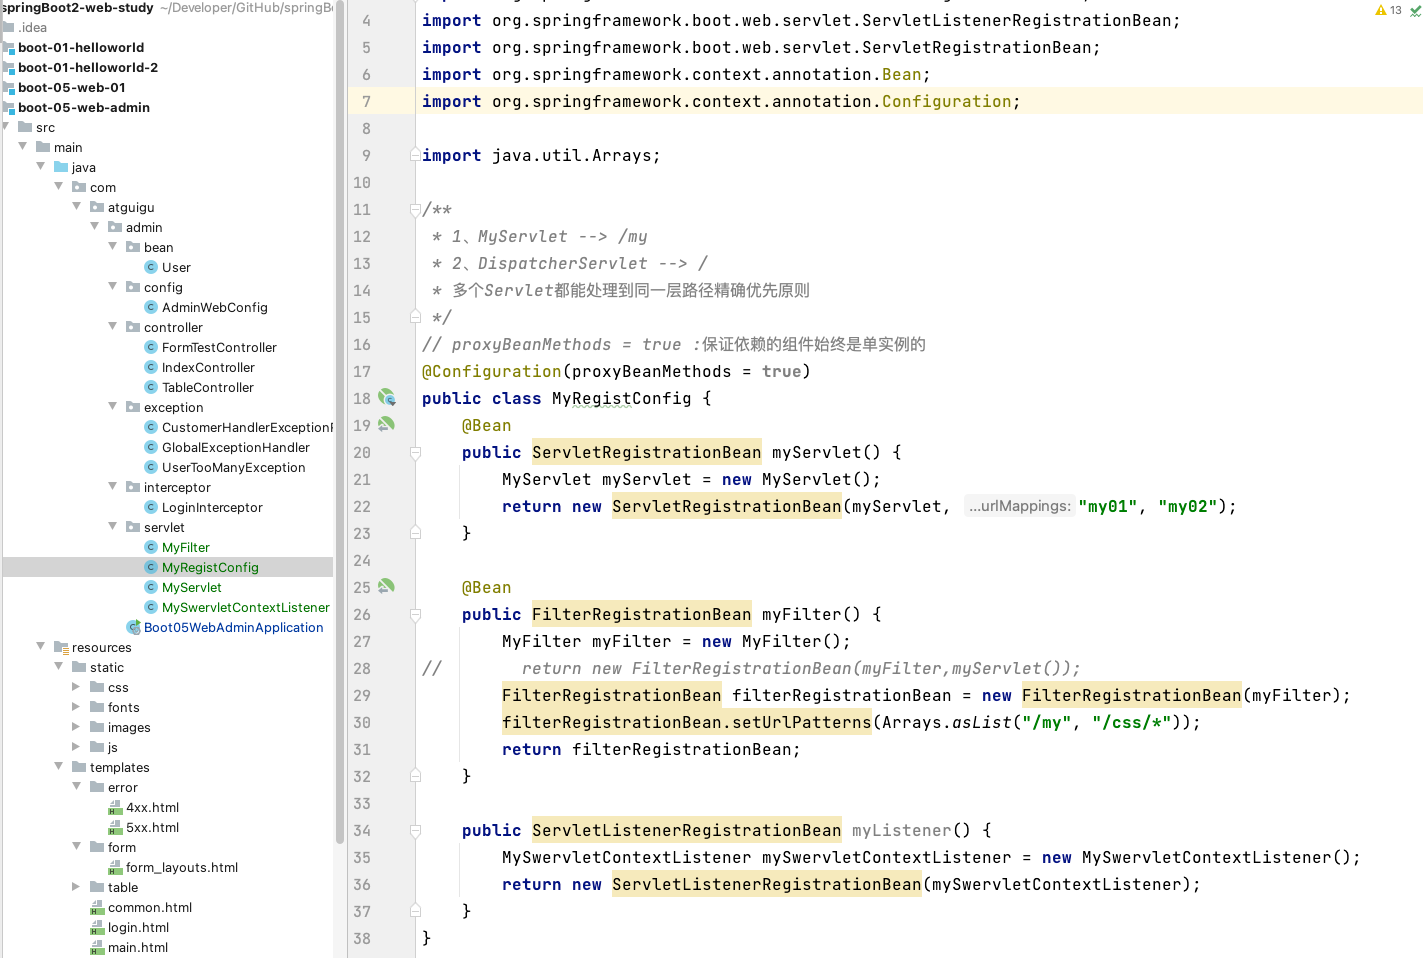 springBoot2-web-study ~/Developer/GitHub/springBo
.idea
boot-01-helloworld
boot-01-helloworld-2
boot-05-web-01
boot-05-web-admin
src
main
java
com
atguigu
admin
bean
User
config
AdminWebConfig
controller
FormTestController
IndexController
TableController
exception
CustomerHandlerException
GlobalExceptionHandler
UserTooManyException
interceptor
LoginInterceptor
servlet
MyFilter
MyRegistConfig
MyServlet
MySwervletContextListener
Boot05WebAdminApplication
resources
static
css
fonts
images
js
templates
error
4xx.html
5xx.html
form
form_layouts.html
table
common.html
login.html
main.html
13
4 import org.springframework.boot.web.servlet.ServletListenerRegistrationBean;
5 import org.springframework.boot.web.servlet.ServletRegistrationBean;
6 import org.springframework.context.annotation.Bean;
7 import org.springframework.context.annotation.Configuration;
8
9 import java.util.Arrays;
10
11 /**
12 * 1、MyServlet --> /my
13 * 2、DispatcherServlet --> /
14 * 多个Servlet都能处理到同一层路径精确优先原则
15 */
16 // proxyBeanMethods = true :保证依赖的组件始终是单实例的
17 @Configuration(proxyBeanMethods = true)
18 public class MyRegistConfig {
19 @Bean
20 public ServletRegistrationBean myServlet() {
21 MyServlet myServlet = new MyServlet();
22 return new ServletRegistrationBean(myServlet, ...urlMappings: "my01", "my02");
23 }
24
25 @Bean
26 public FilterRegistrationBean myFilter() {
27 MyFilter myFilter = new MyFilter();
28 // return new FilterRegistrationBean(myFilter,myServlet());
29 FilterRegistrationBean filterRegistrationBean = new FilterRegistrationBean(myFilter);
30 filterRegistrationBean.setUrlPatterns(Arrays.asList("/my", "/css/*"));
31 return filterRegistrationBean;
32 }
33
34 public ServletListenerRegistrationBean myListener() {
35 MySwervletContextListener mySwervletContextListener = new MySwervletContextListener();
36 return new ServletListenerRegistrationBean(mySwervletContextListener);
37 }
38 }